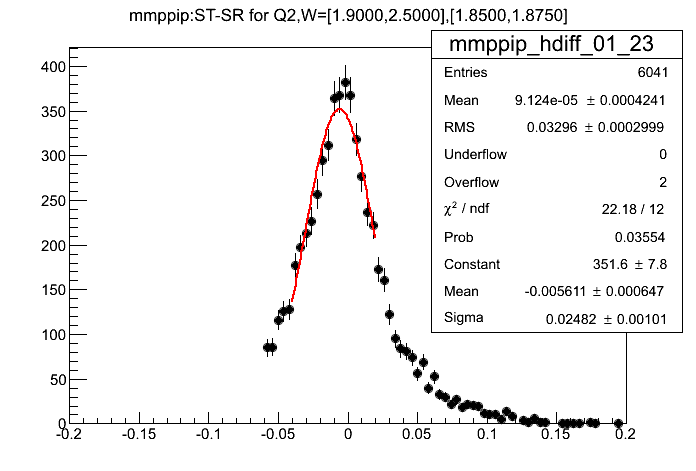 mmppip:ST-SR for Q2,W=[1.9000,2.5000],[1.8500,1.8750]
mmppip_hdiff_01_23
Entries 6041
Mean 9.124e-05 ± 0.0004241
RMS 0.03296 ± 0.0002999
Underflow 0
Overflow 2
χ² / ndf 22.18 / 12
Prob 0.03554
Constant 351.6 ± 7.8
Mean -0.005611 ± 0.000647
Sigma 0.02482 ± 0.00101
400
350
300
250
200
150
100
50
0
-0.2 -0.15 -0.1 -0.05 0 0.05 0.1 0.15 0.2